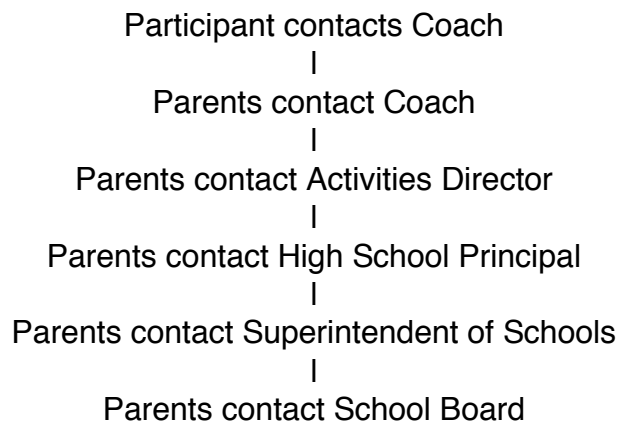 Participant contacts Coach
|
Parents contact Coach
|
Parents contact Activities Director
|
Parents contact High School Principal
|
Parents contact Superintendent of Schools
|
Parents contact School Board